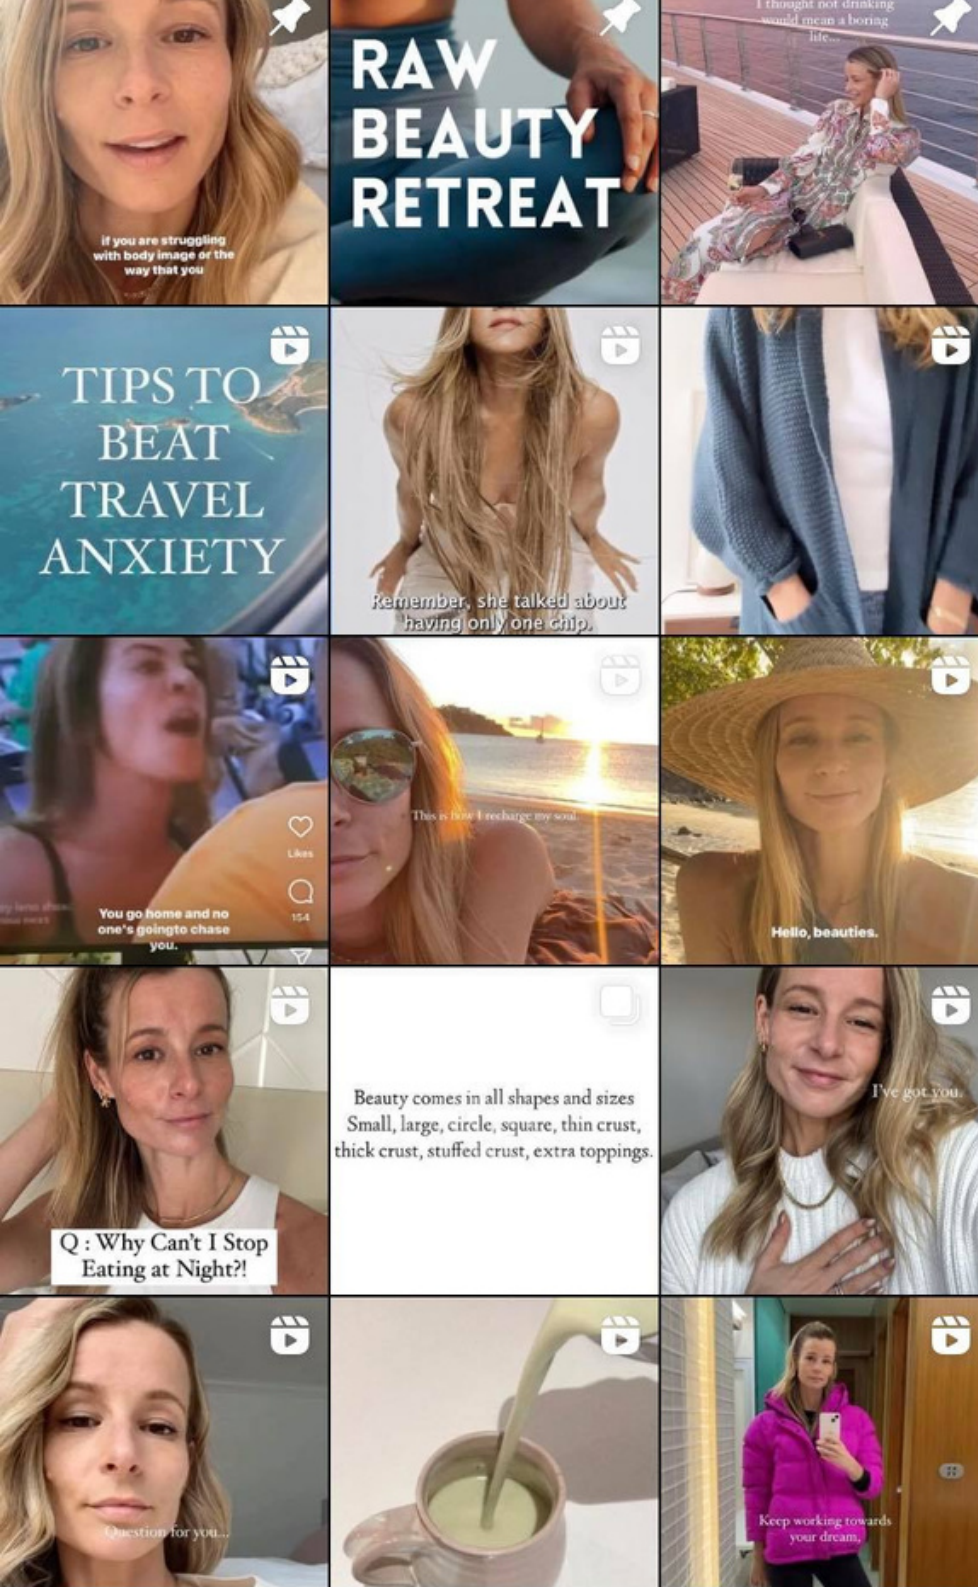 if you are struggling
with body image or the
way that you
RAW
BEAUTY
RETREAT
I thought not drinking
would mean a boring
life...
TIPS TO
BEAT
TRAVEL
ANXIETY
Remember, she talked about
having only one chip.
Likes
154
You go home and no
one's goingto chase
you.
This is how I recharge my soul.
Hello, beauties.
Q : Why Can't I Stop
Eating at Night?!
Beauty comes in all shapes and sizes
Small, large, circle, square, thin crust,
thick crust, stuffed crust, extra toppings.
I've got you.
Question for you...
Keep working towards
your dream,